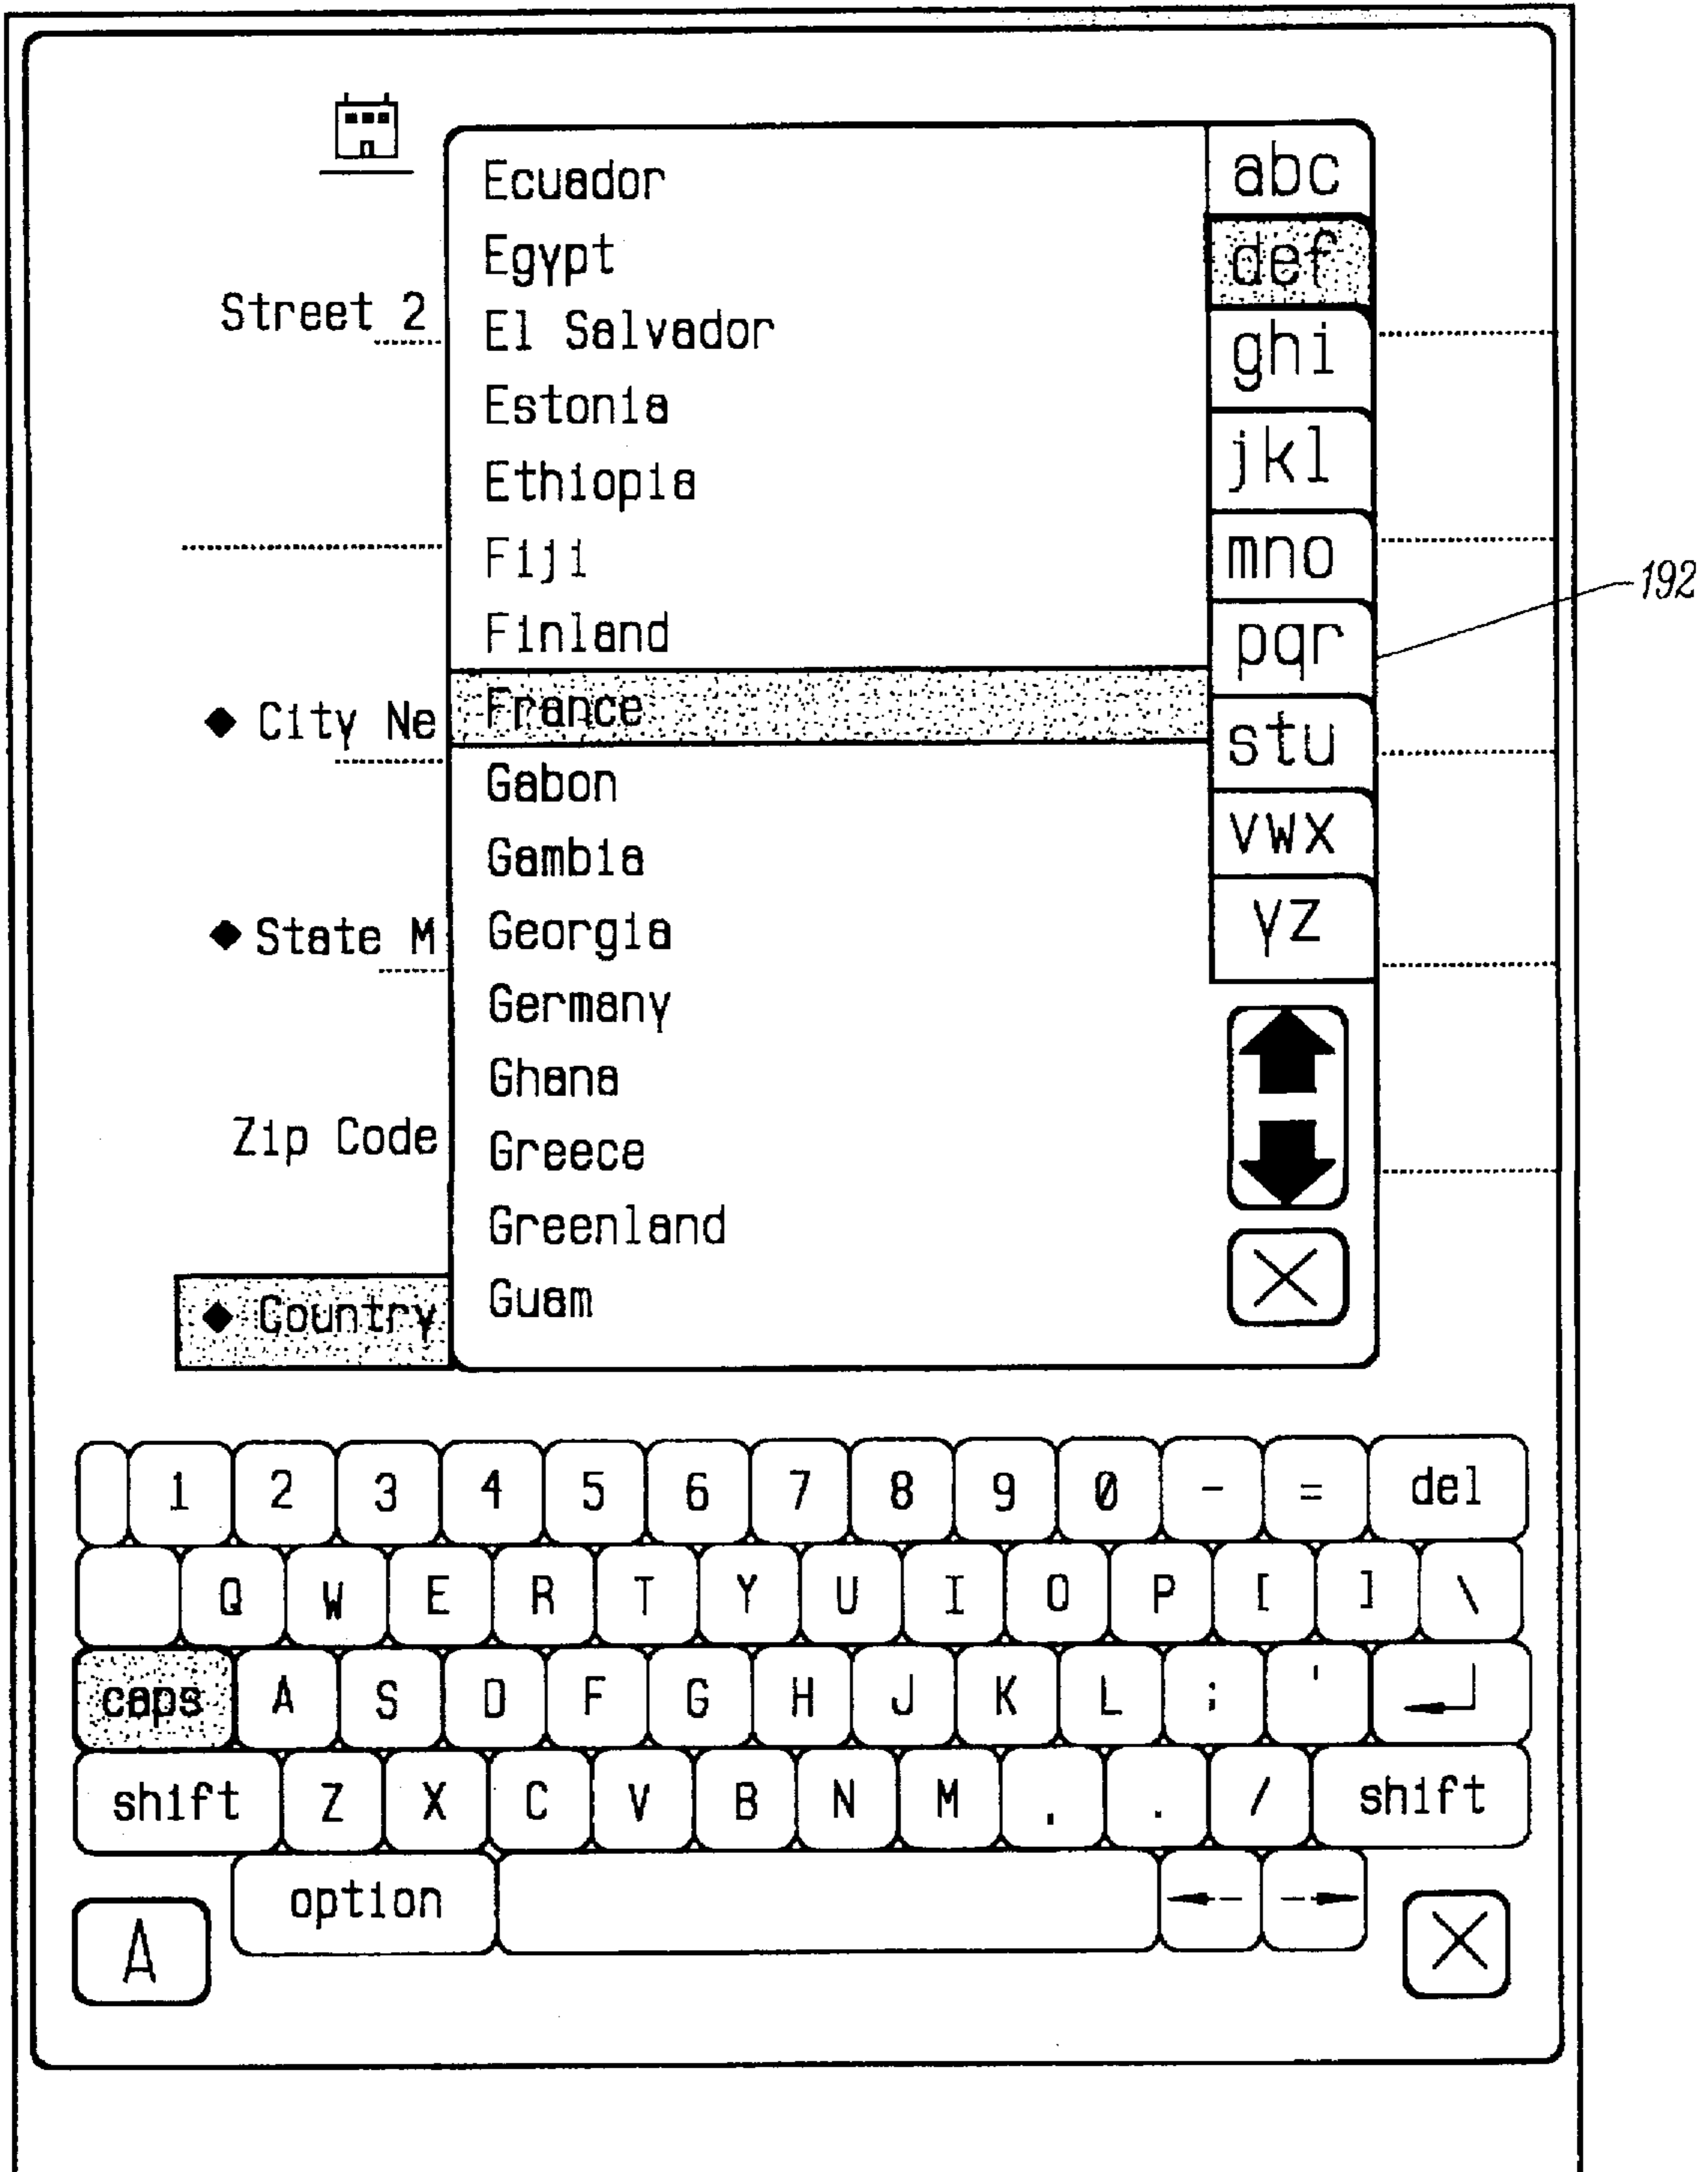 Ecuador
abc
Egypt
def
Street 2
El Salvador
ghi
Estonia
jkl
Ethiopia
Fiji
mno
192
Finland
pqr
◆ City Ne
France
stu
Gabon
vwx
Gambia
◆ State M
Georgia
yz
Germany
Ghana
Zip Code
Greece
Greenland
◆ Country
Guam
1 2 3 4 5 6 7 8 9 0 - = del
Q W E R T Y U I O P [ ] \
caps A S D F G H J K L ; '
shift Z X C V B N M , . / shift
option
A